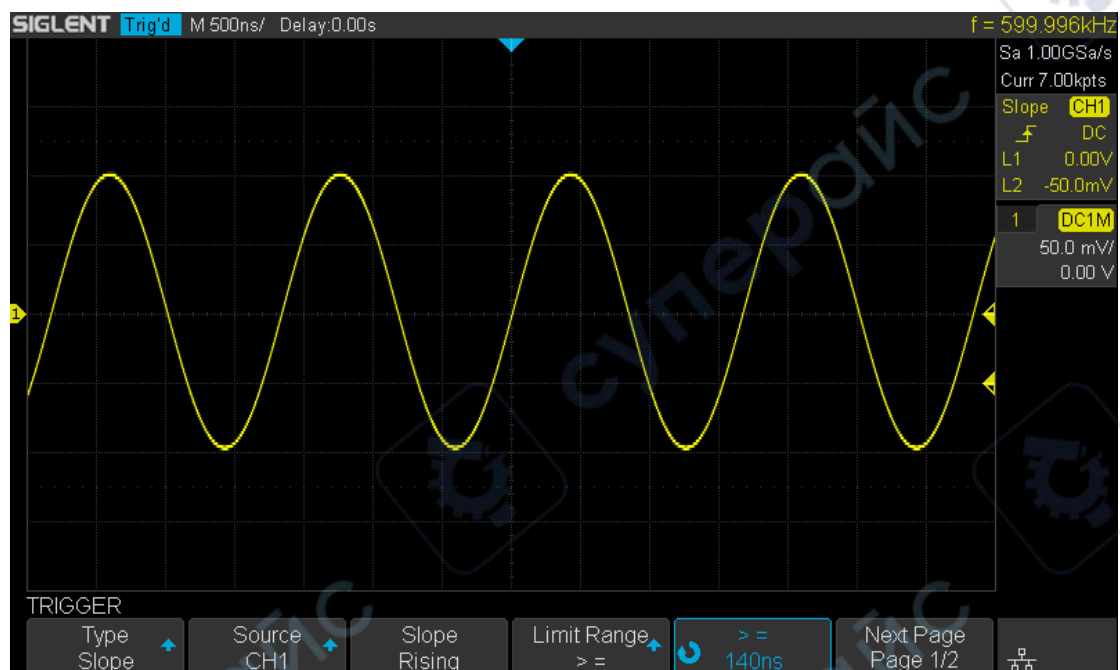 SIGLENT Trig'd M 500ns/ Delay:0.00s f = 599.996kHz
Sa 1.00GSa/s
Curr 7.00kpts
Slope CH1
DC
L1 0.00V
L2 -50.0mV
1 DC1M
50.0 mV/
0.00 V
1
суперайс
TRIGGER
Type
Slope
Source
CH1
Slope
Rising
Limit Range
> =
> =
140ns
Next Page
Page 1/2